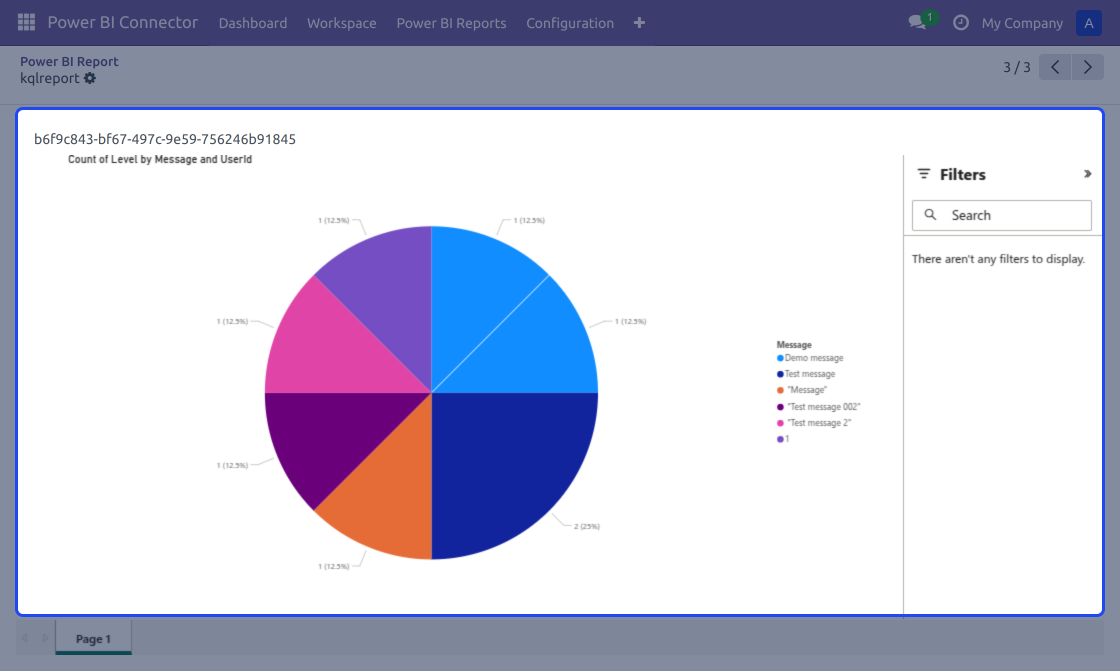 Power BI Connector Dashboard Workspace Power BI Reports Configuration + 1 My Company A
Power BI Report
kqlreport
3 / 3
b6f9c843-bf67-497c-9e59-756246b91845
Count of Level by Message and UserId
Filters
Search
There aren't any filters to display.
1 (12.5%)
1 (12.5%)
1 (12.5%)
1 (12.5%)
1 (12.5%)
2 (25%)
1 (12.5%)
Message
Demo message
Test message
"Message"
"Test message 002"
"Test message 2"
1
Page 1